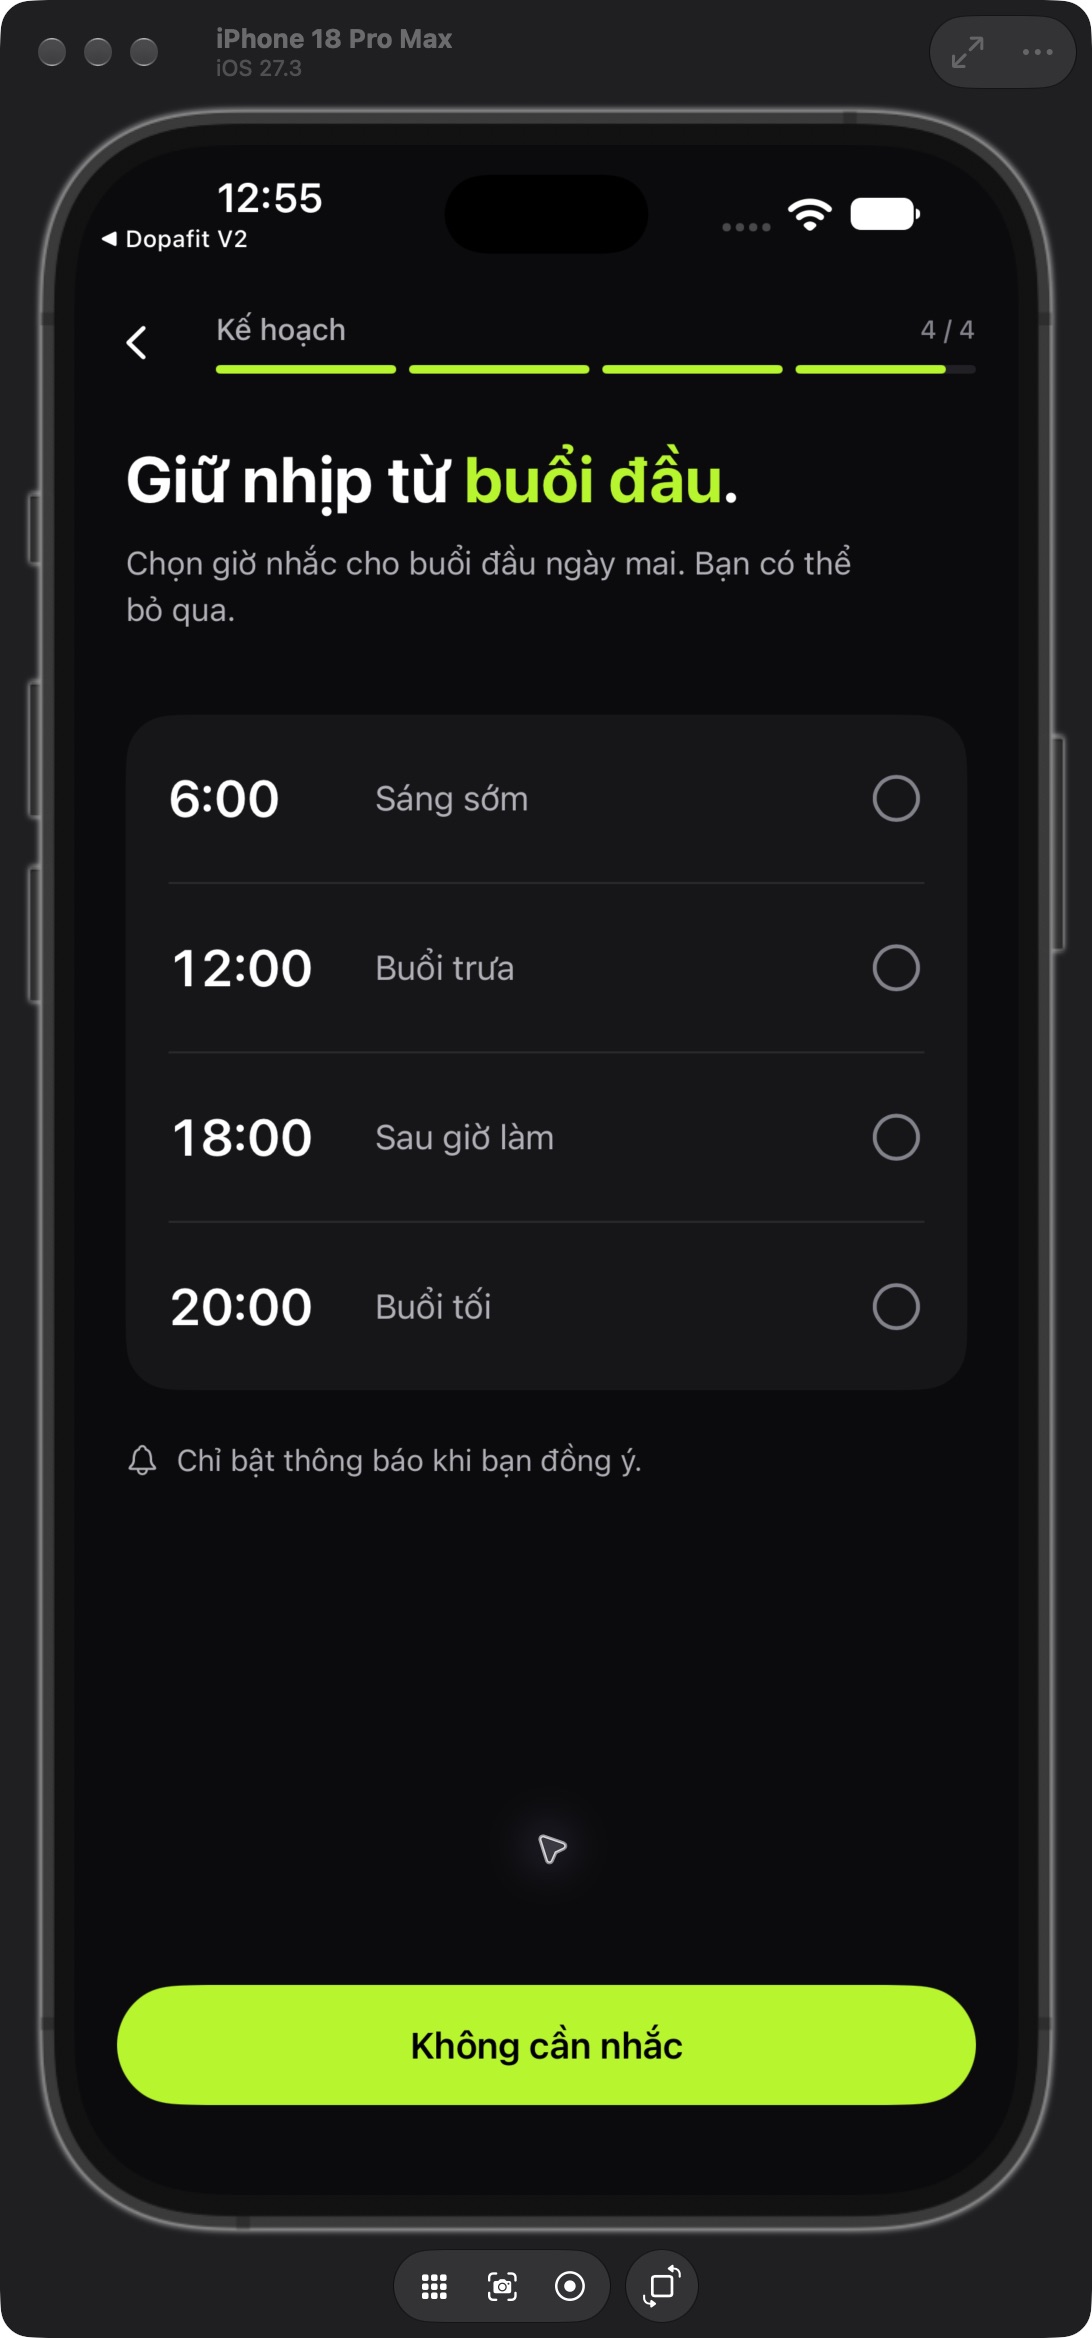 iPhone 18 Pro Max
iOS 27.3
12:55
Dopafit V2
Kế hoạch
4 / 4
Giữ nhịp từ buổi đầu.
Chọn giờ nhắc cho buổi đầu ngày mai. Bạn có thể
bỏ qua.
6:00 Sáng sớm
12:00 Buổi trưa
18:00 Sau giờ làm
20:00 Buổi tối
Chỉ bật thông báo khi bạn đồng ý.
Không cần nhắc